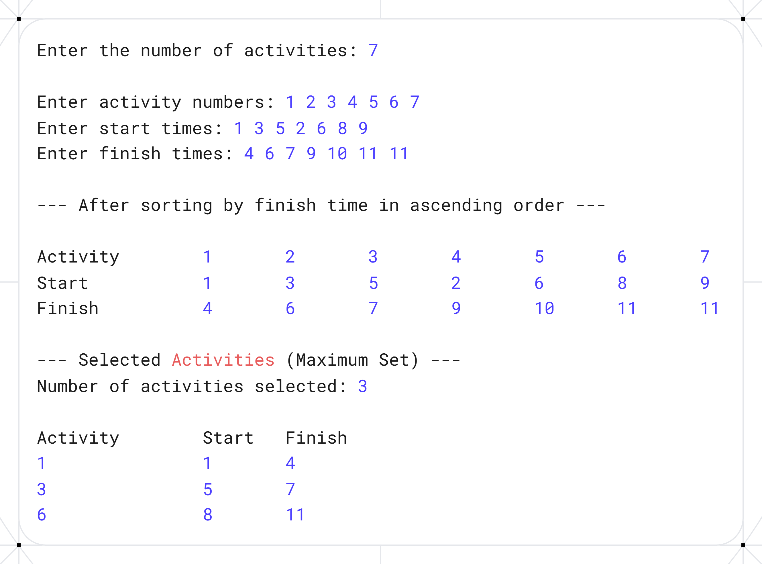 Enter the number of activities: 7
Enter activity numbers: 1 2 3 4 5 6 7
Enter start times: 1 3 5 2 6 8 9
Enter finish times: 4 6 7 9 10 11 11
--- After sorting by finish time in ascending order ---
Activity 1 2 3 4 5 6 7
Start 1 3 5 2 6 8 9
Finish 4 6 7 9 10 11 11
--- Selected Activities (Maximum Set) ---
Number of activities selected: 3
Activity Start Finish
1 1 4
3 5 7
6 8 11